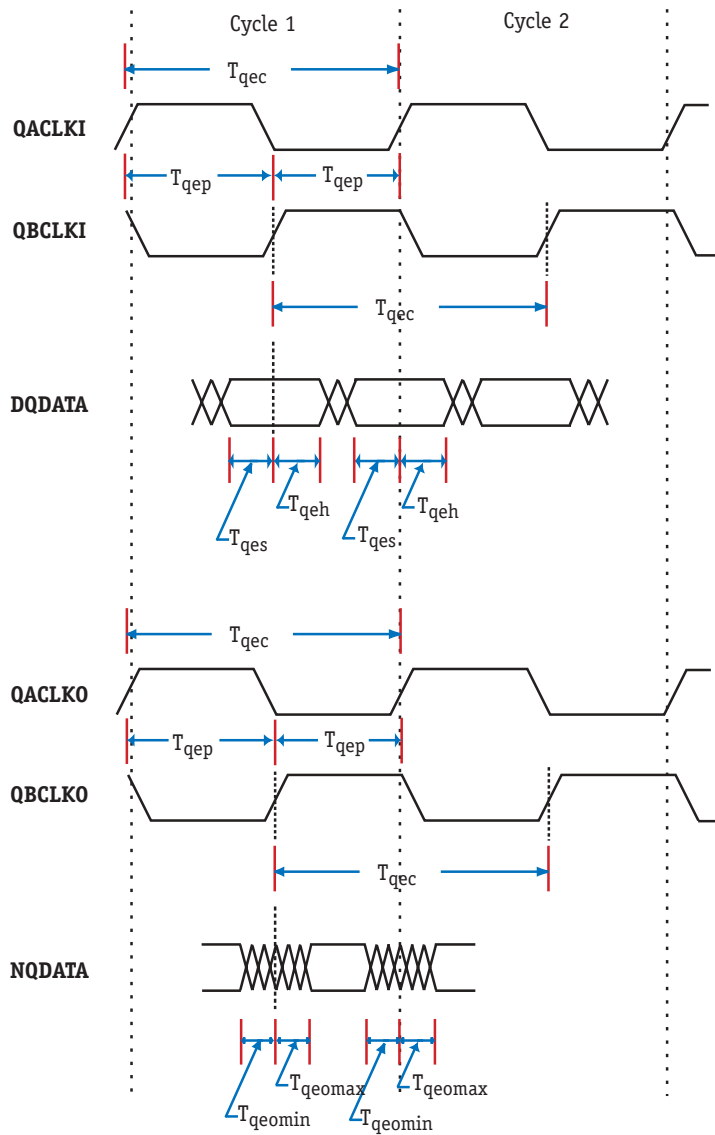 Cycle 1
Cycle 2
Tqec
QACLKI
Tqep
Tqep
QBCLKI
Tqec
DQDATA
Tqeh
Tqeh
Tqes
Tqes
Tqec
QACLKO
Tqep
Tqep
QBCLKO
Tqec
NQDATA
Tqeomax
Tqeomax
Tqeomin
Tqeomin